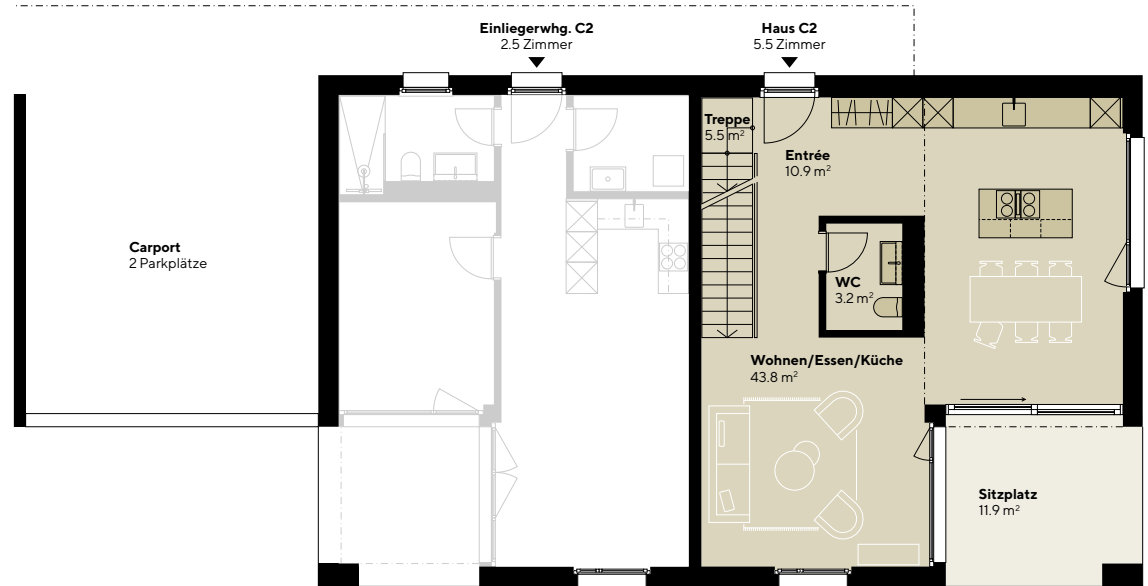 Einliegerwhg. C2
2.5 Zimmer
Haus C2
5.5 Zimmer
Treppe
5.5 m²
Entrée
10.9 m²
Carport
2 Parkplätze
WC
3.2 m²
Wohnen/Essen/Küche
43.8 m²
Sitzplatz
11.9 m²